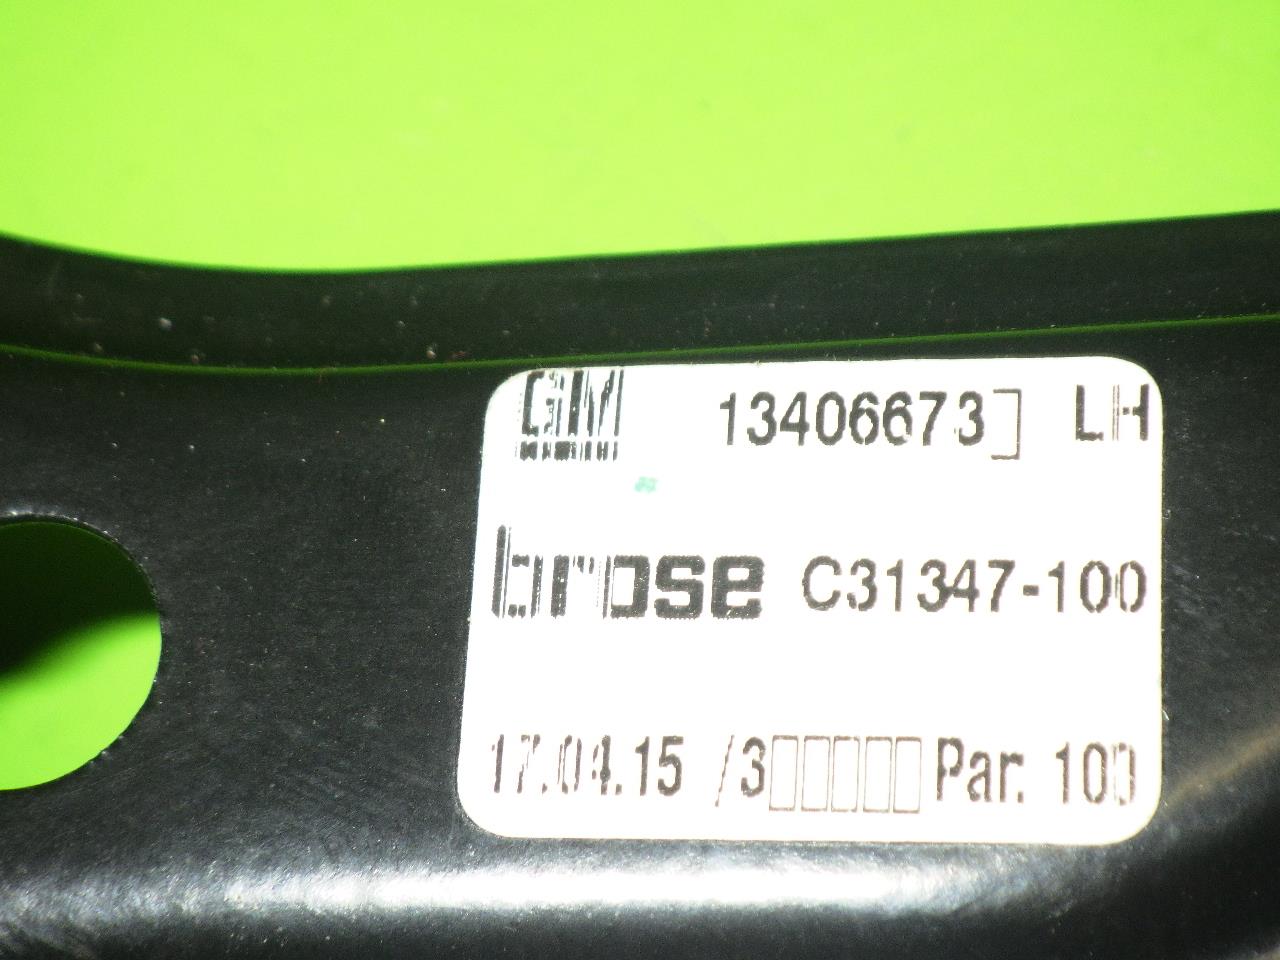 GM 13406673□ LH
brose C31347-100
17.04.15 /3□□□□□ Par. 100